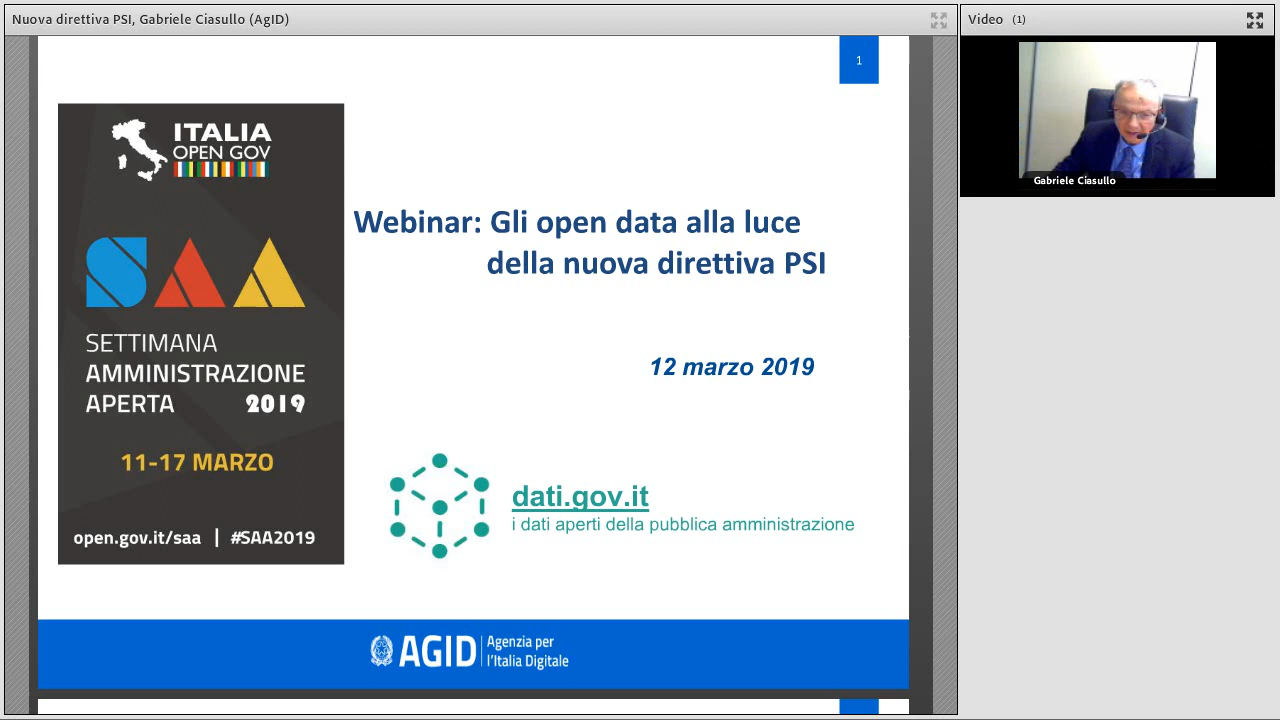 Nuova direttiva PSI, Gabriele Ciasullo (AgID)
Video (1)
1
Gabriele Ciasullo
ITALIA
OPEN GOV
Webinar: Gli open data alla luce
della nuova direttiva PSI
SAA
SETTIMANA
AMMINISTRAZIONE
APERTA 2019
12 marzo 2019
11-17 MARZO
dati.gov.it
i dati aperti della pubblica amministrazione
open.gov.it/saa | #SAA2019
AGID Agenzia per
l'Italia Digitale